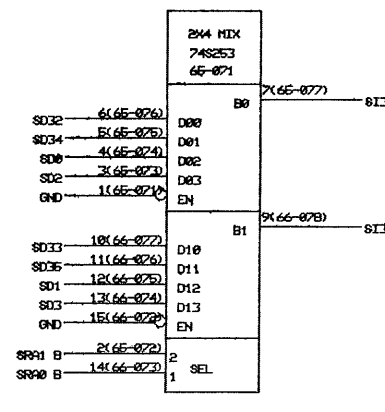 2X4 MIX
74S253
65-071
B0 7(65-077) SI3
SD32 6(65-076) D00
SD34 5(65-075) D01
SD0 4(65-074) D02
SD2 3(65-073) D03
GND 1(65-071) EN
B1 9(66-078) SI3
SD33 10(66-077) D10
SD35 11(66-076) D11
SD1 12(66-075) D12
SD3 13(66-074) D13
GND 15(66-072) EN
SRA1 B 2(65-072) 2
SRA0 B 14(66-073) 1 SEL